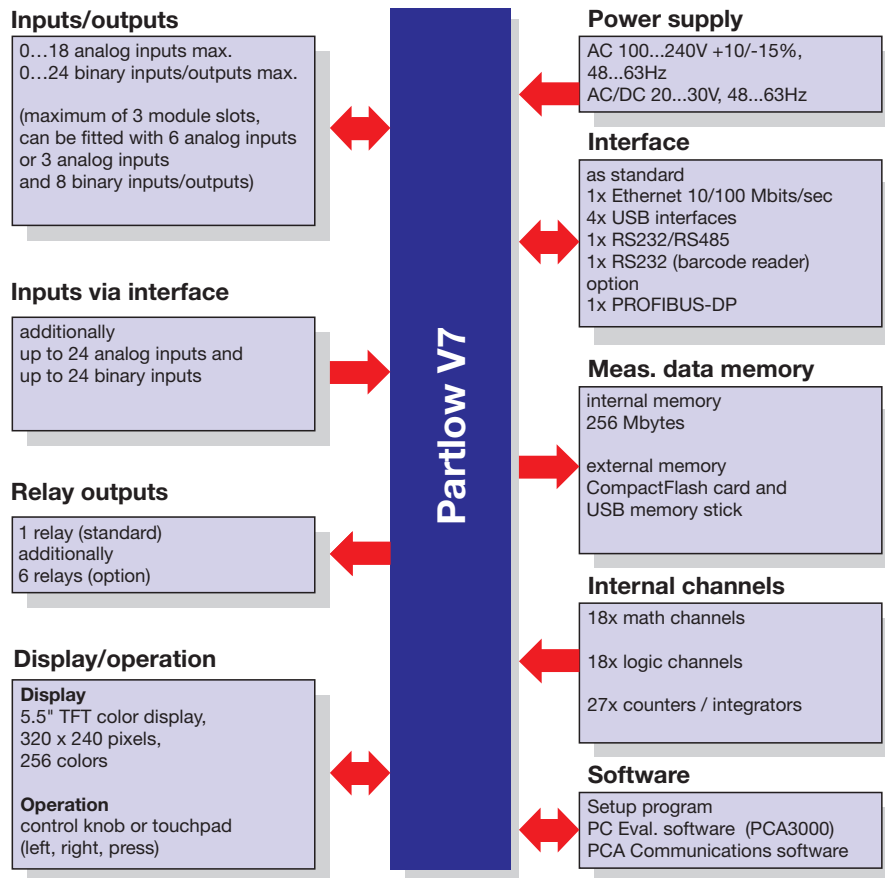 Inputs/outputs
0...18 analog inputs max.
0...24 binary inputs/outputs max.
(maximum of 3 module slots,
can be fitted with 6 analog inputs
or 3 analog inputs
and 8 binary inputs/outputs)
Inputs via interface
additionally
up to 24 analog inputs and
up to 24 binary inputs
Relay outputs
1 relay (standard)
additionally
6 relays (option)
Display/operation
Display
5.5" TFT color display,
320 x 240 pixels,
256 colors
Operation
control knob or touchpad
(left, right, press)
Partlow V7
Power supply
AC 100...240V +10/-15%,
48...63Hz
AC/DC 20...30V, 48...63Hz
Interface
as standard
1x Ethernet 10/100 Mbits/sec
4x USB interfaces
1x RS232/RS485
1x RS232 (barcode reader)
option
1x PROFIBUS-DP
Meas. data memory
internal memory
256 Mbytes
external memory
CompactFlash card and
USB memory stick
Internal channels
18x math channels
18x logic channels
27x counters / integrators
Software
Setup program
PC Eval. software (PCA3000)
PCA Communications software